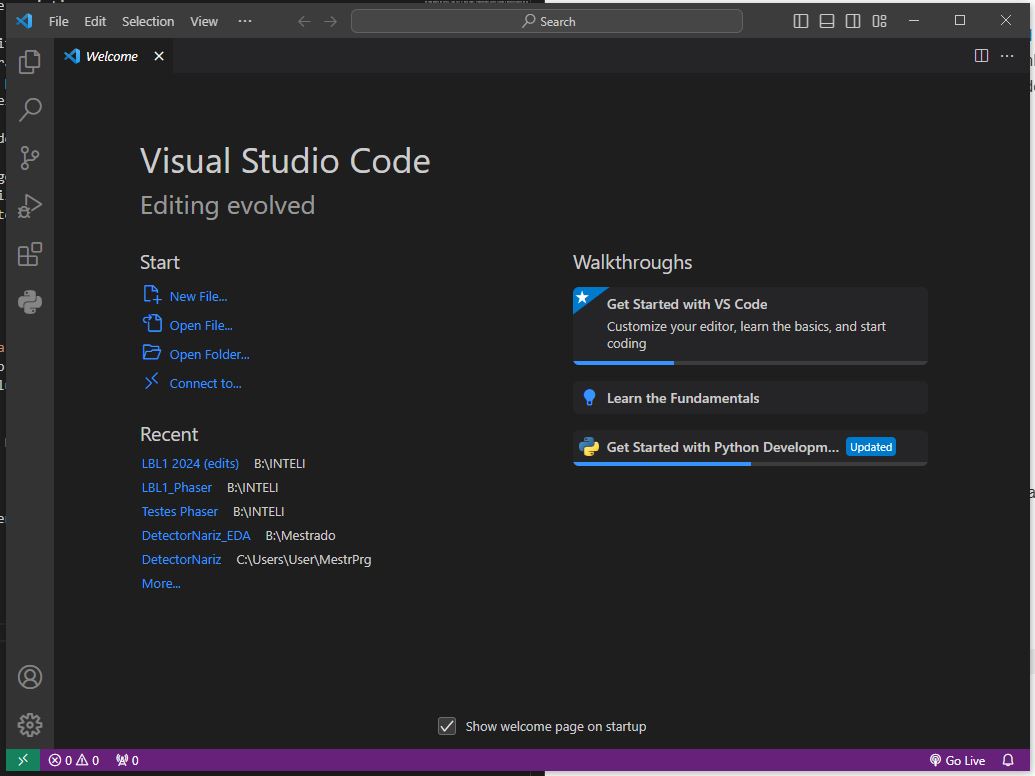 File Edit Selection View ··· Search
Welcome
Visual Studio Code
Editing evolved
Start
New File...
Open File...
Open Folder...
Connect to...
Recent
LBL1 2024 (edits) B:\INTELI
LBL1_Phaser B:\INTELI
Testes Phaser B:\INTELI
DetectorNariz_EDA B:\Mestrado
DetectorNariz C:\Users\User\MestrPrg
More...
Walkthroughs
Get Started with VS Code
Customize your editor, learn the basics, and start
coding
Learn the Fundamentals
Get Started with Python Developm... Updated
Show welcome page on startup
0 0 0 Go Live